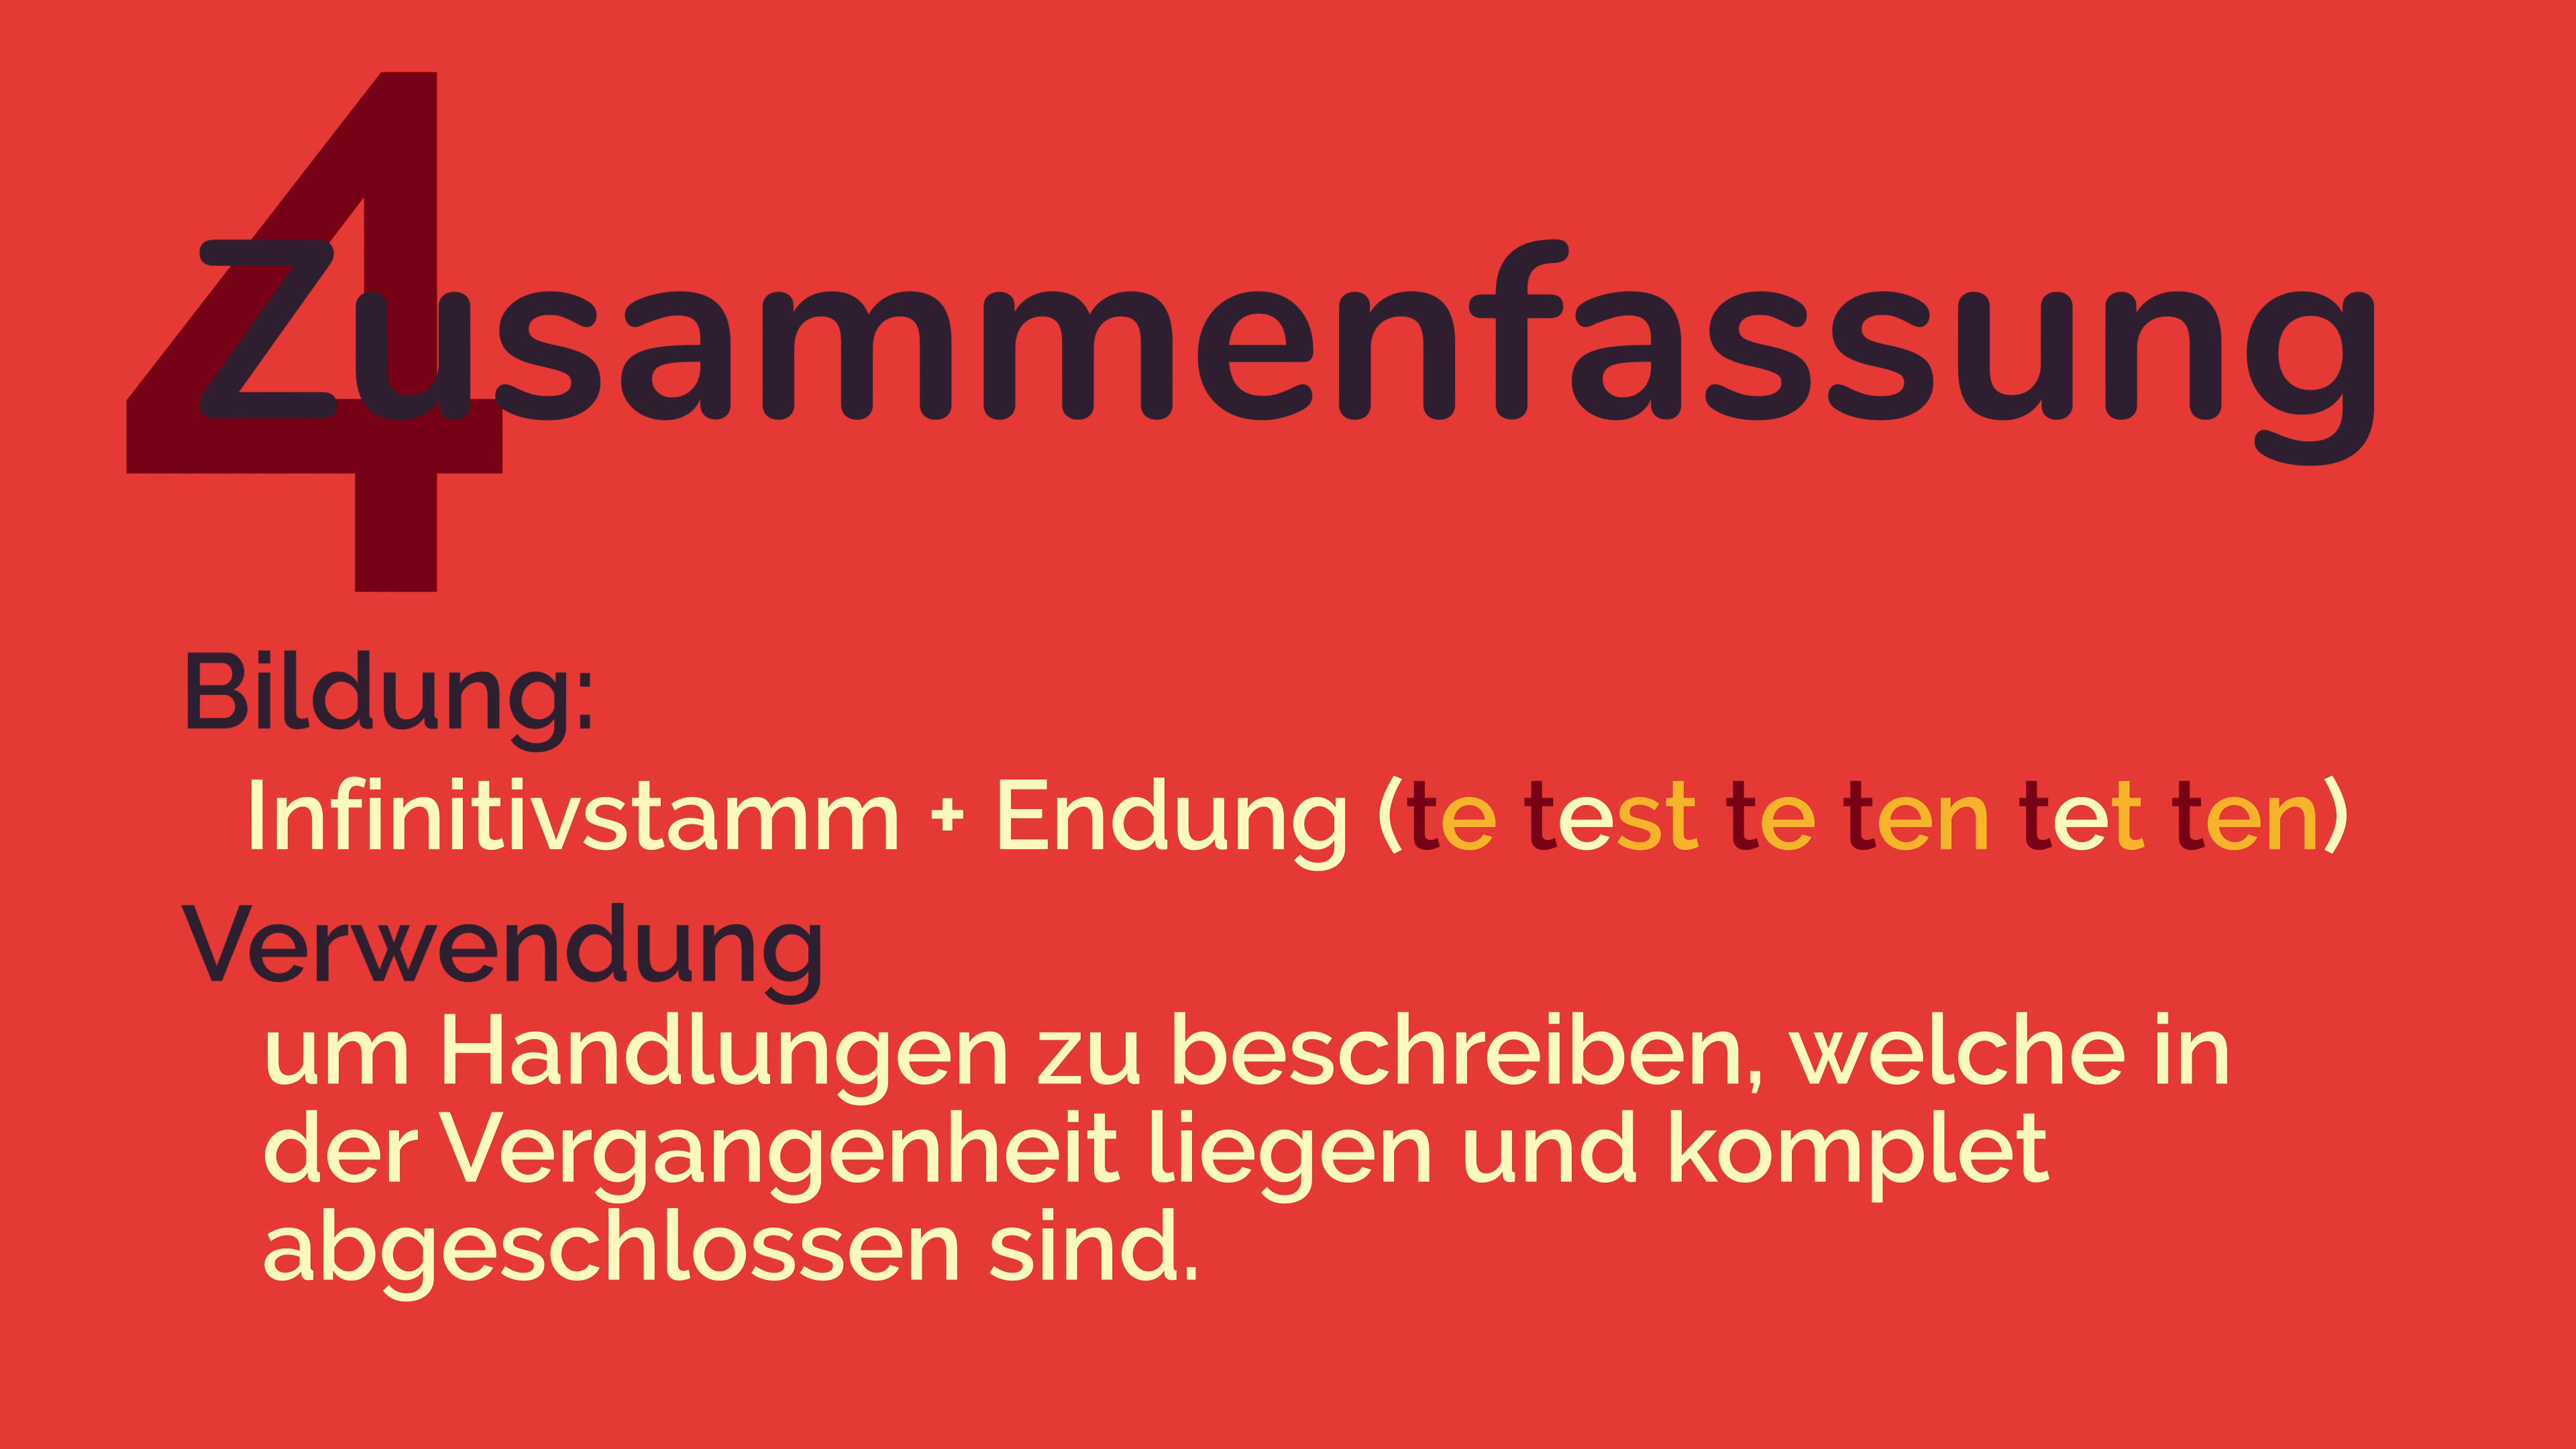 4
Zusammenfassung
Bildung:
Infinitivstamm + Endung (te test te ten tet ten)
Verwendung
um Handlungen zu beschreiben, welche in
der Vergangenheit liegen und komplet
abgeschlossen sind.